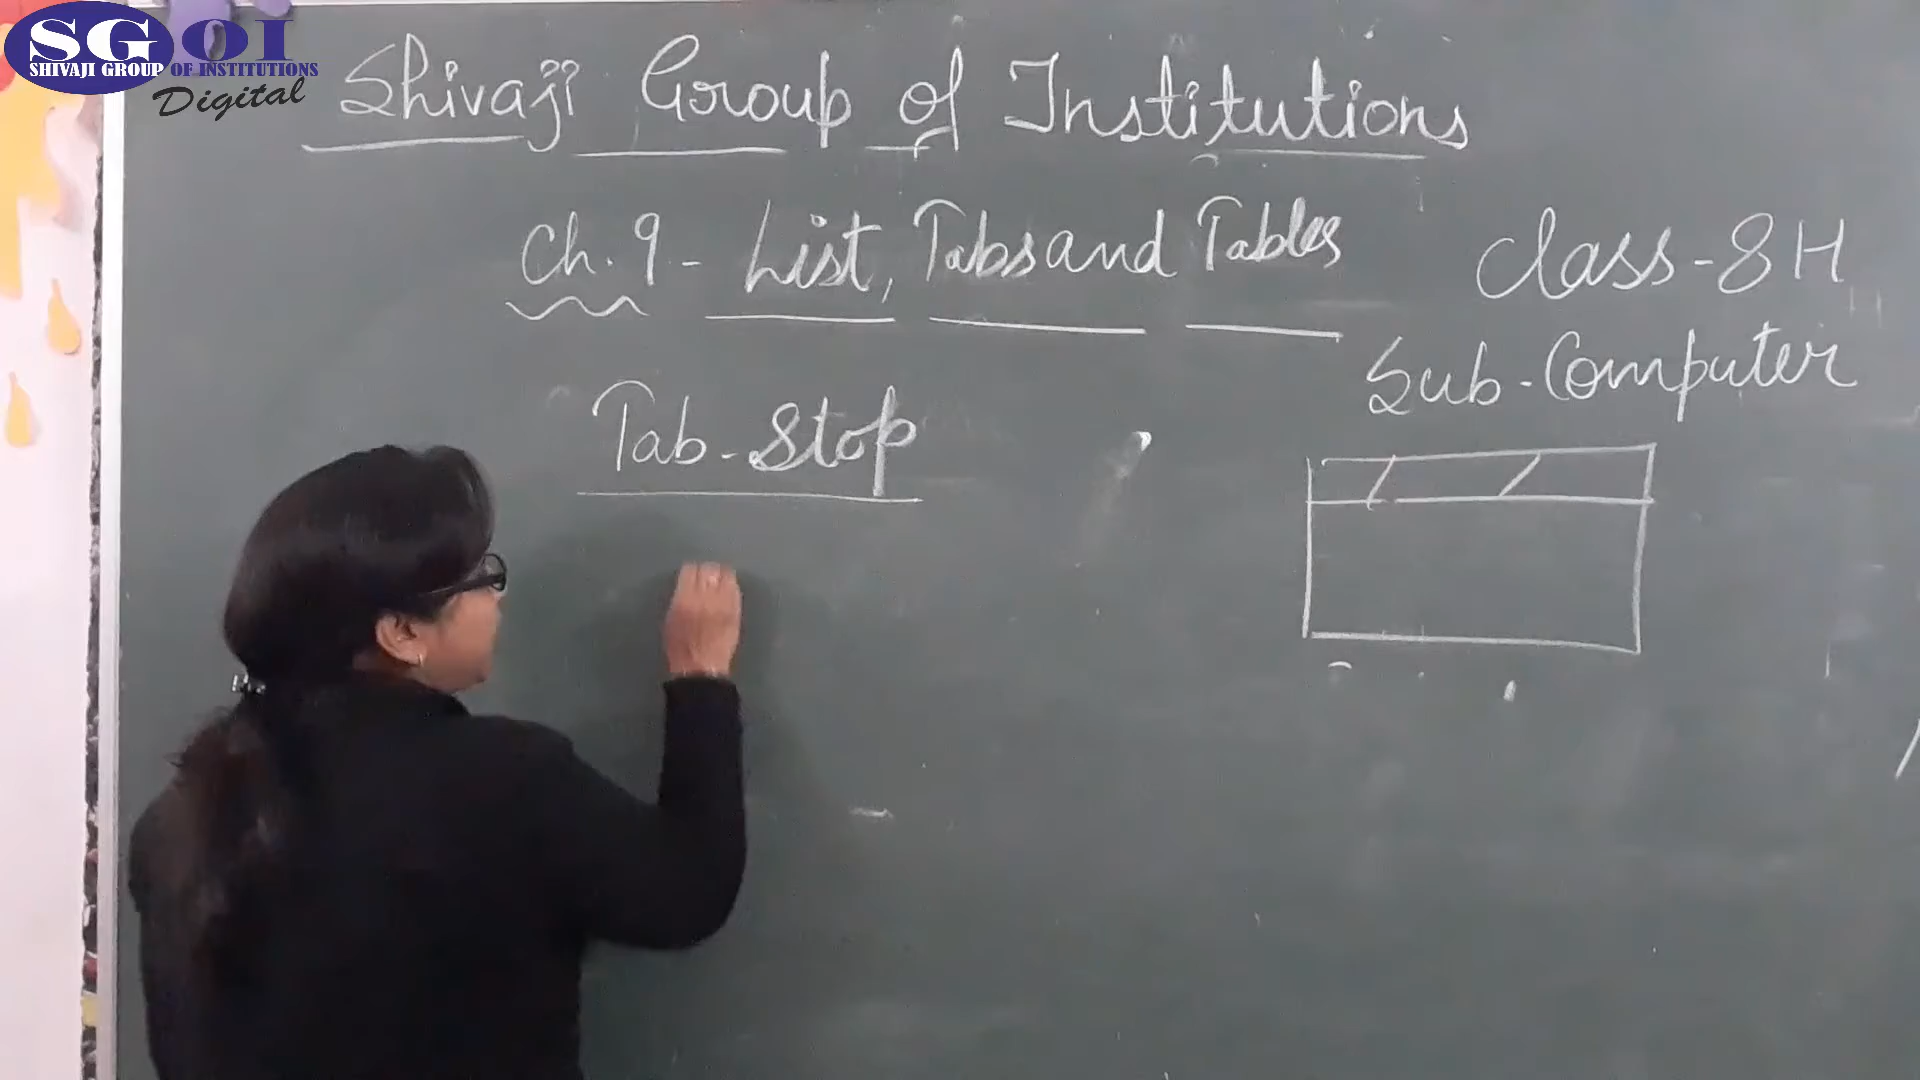 SGOI
SHIVAJI GROUP OF INSTITUTIONS
Digital
Shivaji Group of Institutions
Ch. 9 - List, Tabs and Tables
Class - 8 H
Sub - Computer
Tab - Stop